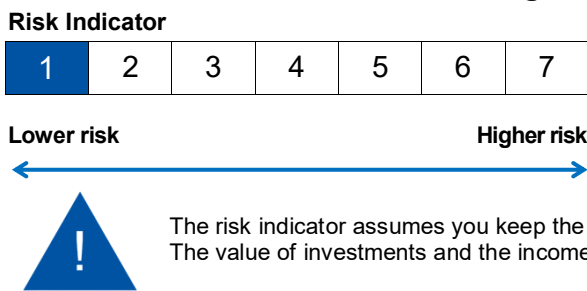 Risk Indicator
1 2 3 4 5 6 7
Lower risk Higher risk
!
The risk indicator assumes you keep the
The value of investments and the income